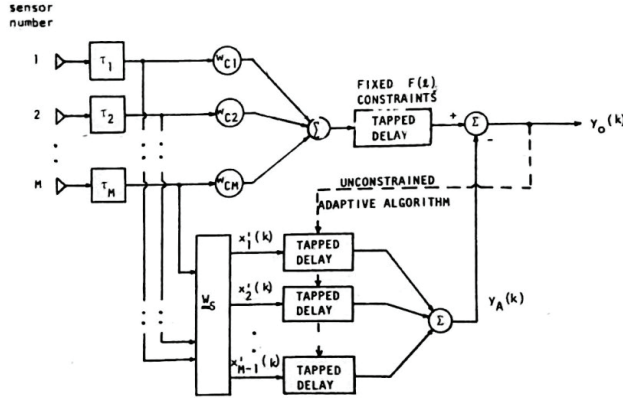 sensor
number
1
τ1
wC1
FIXED F(ℓ)
CONSTRAINTS
2
τ2
wC2
Σ
TAPPED
DELAY
+
Σ
yo(k)
-
M
τM
wCM
UNCONSTRAINED
ADAPTIVE ALGORITHM
WS
x'1(k)
TAPPED
DELAY
x'2(k)
TAPPED
DELAY
Σ
yA(k)
x'M-1(k)
TAPPED
DELAY